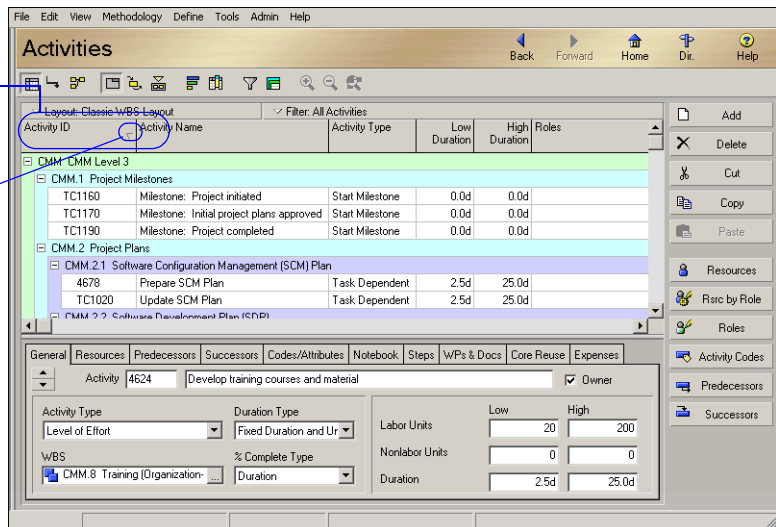 File Edit View Methodology Define Tools Admin Help
Activities
Back Forward Home Dir. Help
Layout: Classic WBS Layout Filter: All Activities
Activity ID Activity Name Activity Type Low Duration High Duration Roles
CMM CMM Level 3
CMM.1 Project Milestones
TC1160 Milestone: Project initiated Start Milestone 0.0d 0.0d
TC1170 Milestone: Initial project plans approved Start Milestone 0.0d 0.0d
TC1190 Milestone: Project completed Start Milestone 0.0d 0.0d
CMM.2 Project Plans
CMM.2.1 Software Configuration Management (SCM) Plan
4678 Prepare SCM Plan Task Dependent 2.5d 25.0d
TC1020 Update SCM Plan Task Dependent 2.5d 25.0d
CMM.2.2 Software Development Plan (SDP)
Add
Delete
Cut
Copy
Paste
Resources
Rsrc by Role
Roles
Activity Codes
Predecessors
Successors
General Resources Predecessors Successors Codes/Attributes Notebook Steps WPs & Docs Core Reuse Expenses
Activity 4624 Develop training courses and material Owner
Activity Type Duration Type Low High
Level of Effort Fixed Duration and Ur Labor Units 20 200
WBS % Complete Type Nonlabor Units 0 0
CMM.8 Training (Organization- ... Duration Duration 2.5d 25.0d